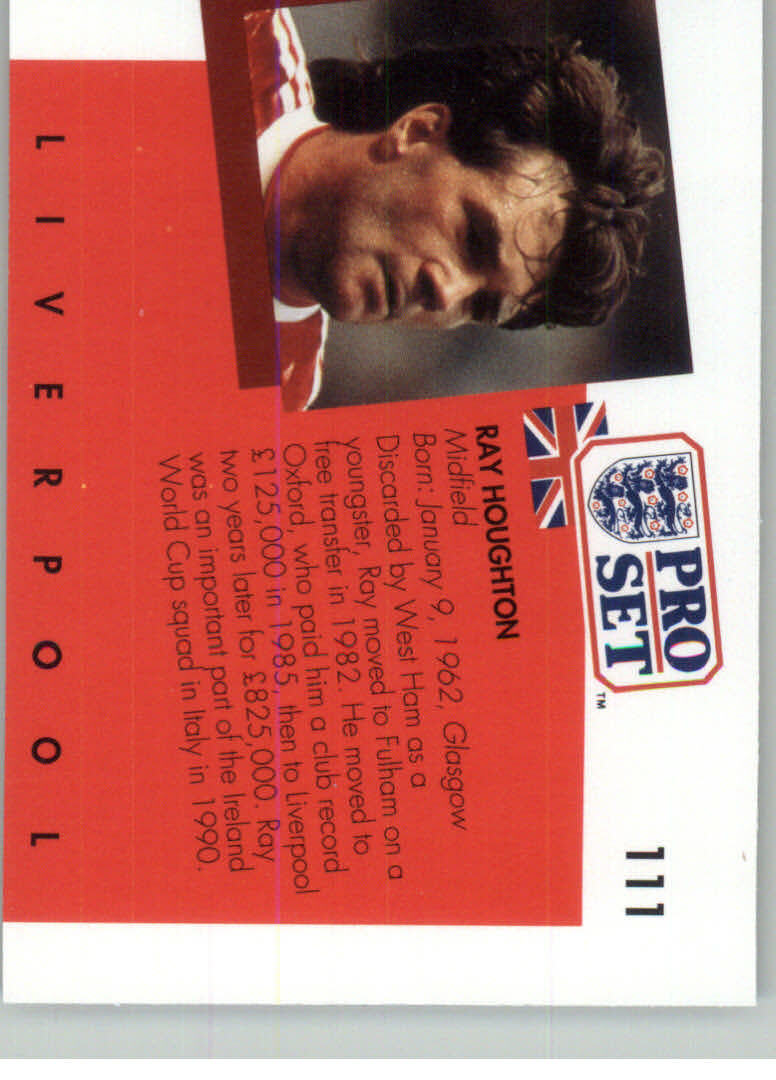 PRO
SET
™
111
RAY HOUGHTON
Midfield
Born: January 9, 1962, Glasgow
Discarded by West Ham as a
youngster, Ray moved to Fulham on a
free transfer in 1982. He moved to
Oxford, who paid him a club record
£125,000 in 1985, then to Liverpool
two years later for £825,000. Ray
was an important part of the Ireland
World Cup squad in Italy in 1990.
LIVERPOOL